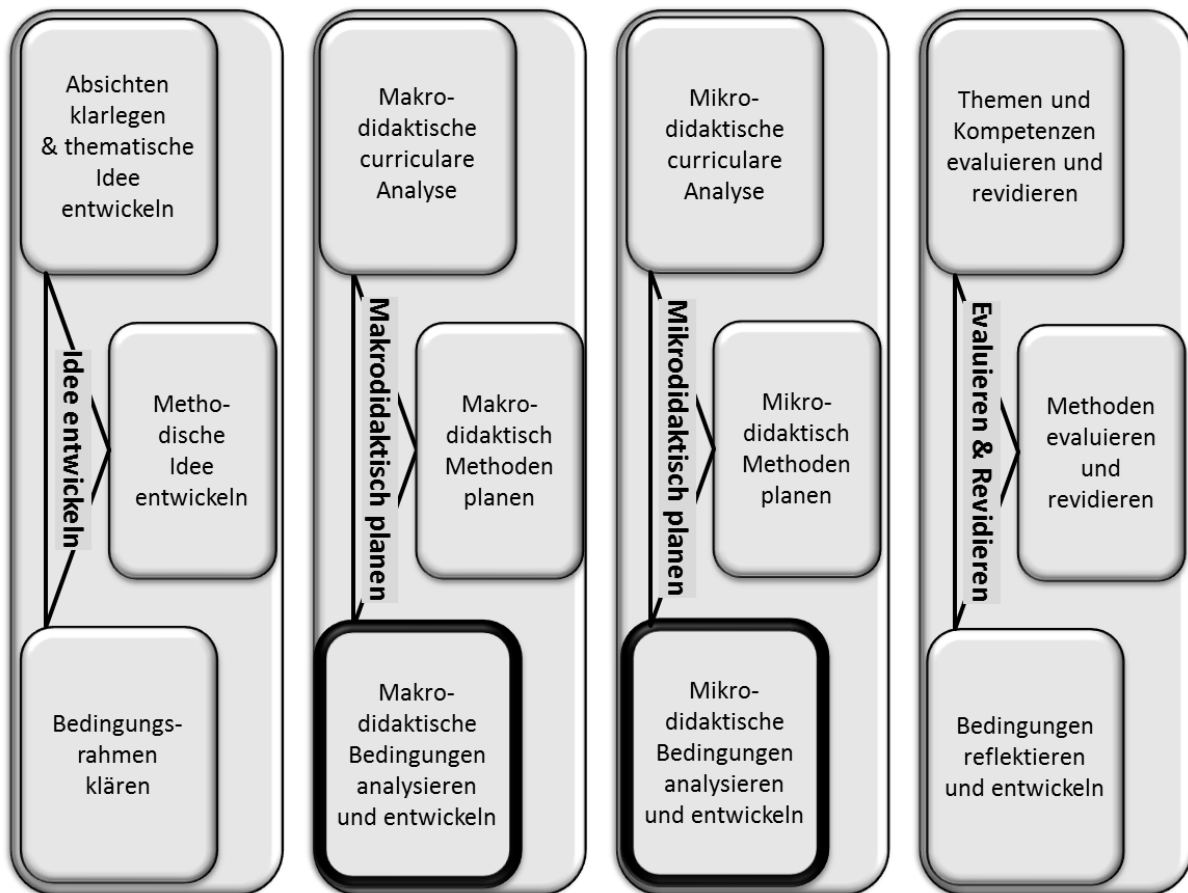 Absichten
klarlegen
& thematische
Idee
entwickeln
Idee entwickeln
Metho-
dische
Idee
entwickeln
Bedingungs-
rahmen
klären
Makro-
didaktische
curriculare
Analyse
Makrodidaktisch planen
Makro-
didaktisch
Methoden
planen
Makro-
didaktische
Bedingungen
analysieren
und entwickeln
Mikro-
didaktische
curriculare
Analyse
Mikrodidaktisch planen
Mikro-
didaktisch
Methoden
planen
Mikro-
didaktische
Bedingungen
analysieren
und entwickeln
Themen und
Kompetenzen
evaluieren und
revidieren
Evaluieren & Revidieren
Methoden
evaluieren
und
revidieren
Bedingungen
reflektieren
und entwickeln